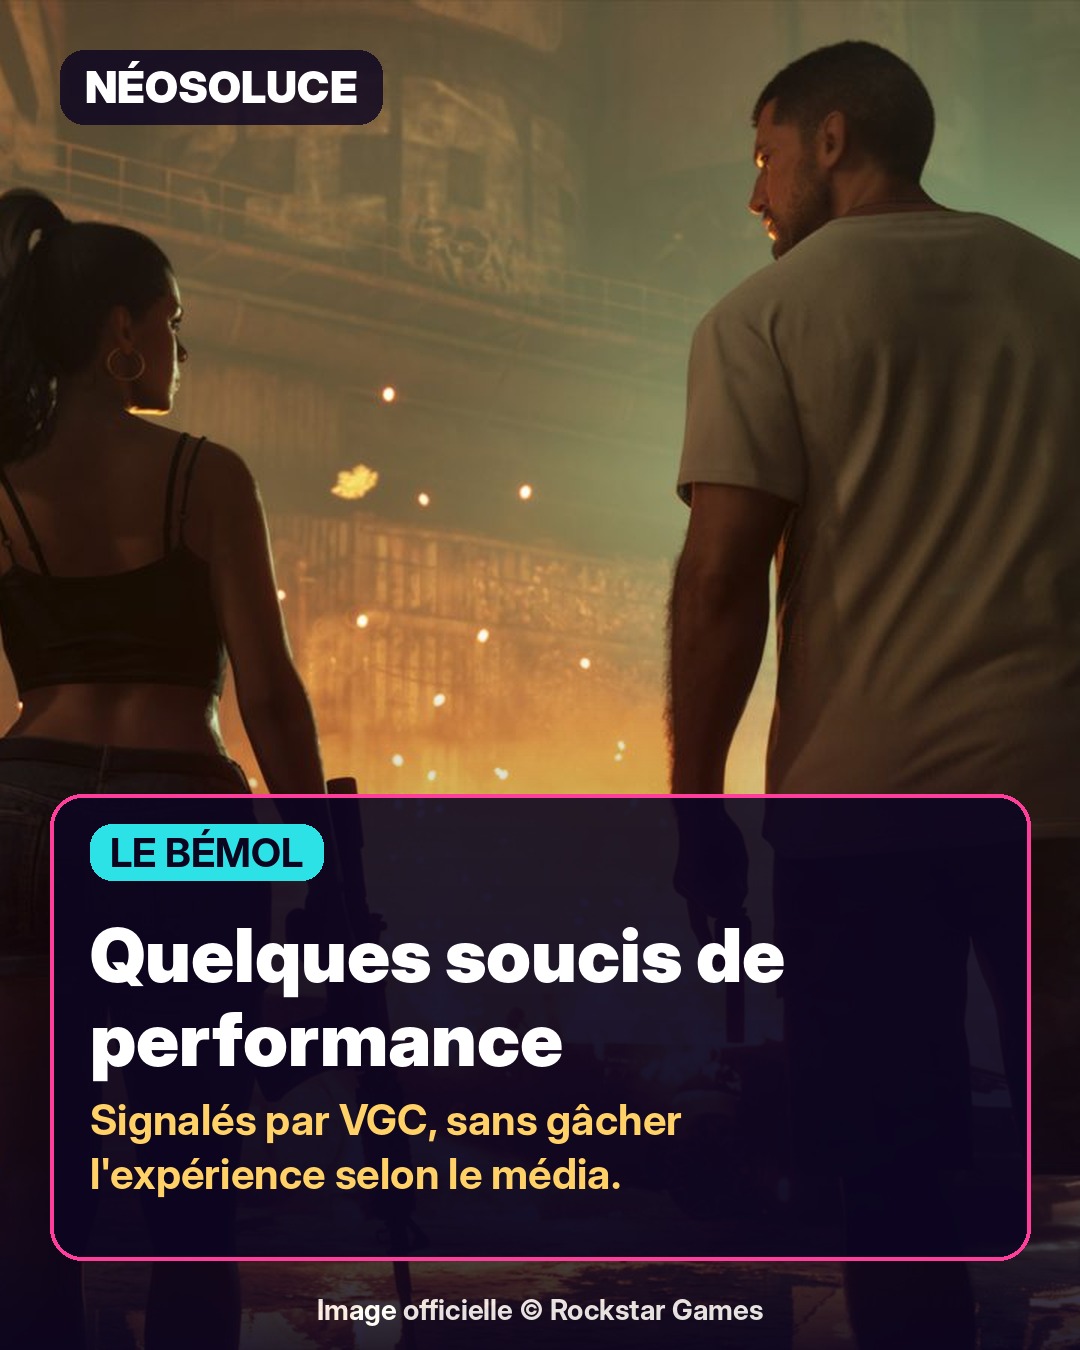 NÉOSOLUCE
LE BÉMOL
Quelques soucis de
performance
Signalés par VGC, sans gâcher
l'expérience selon le média.
Image officielle © Rockstar Games